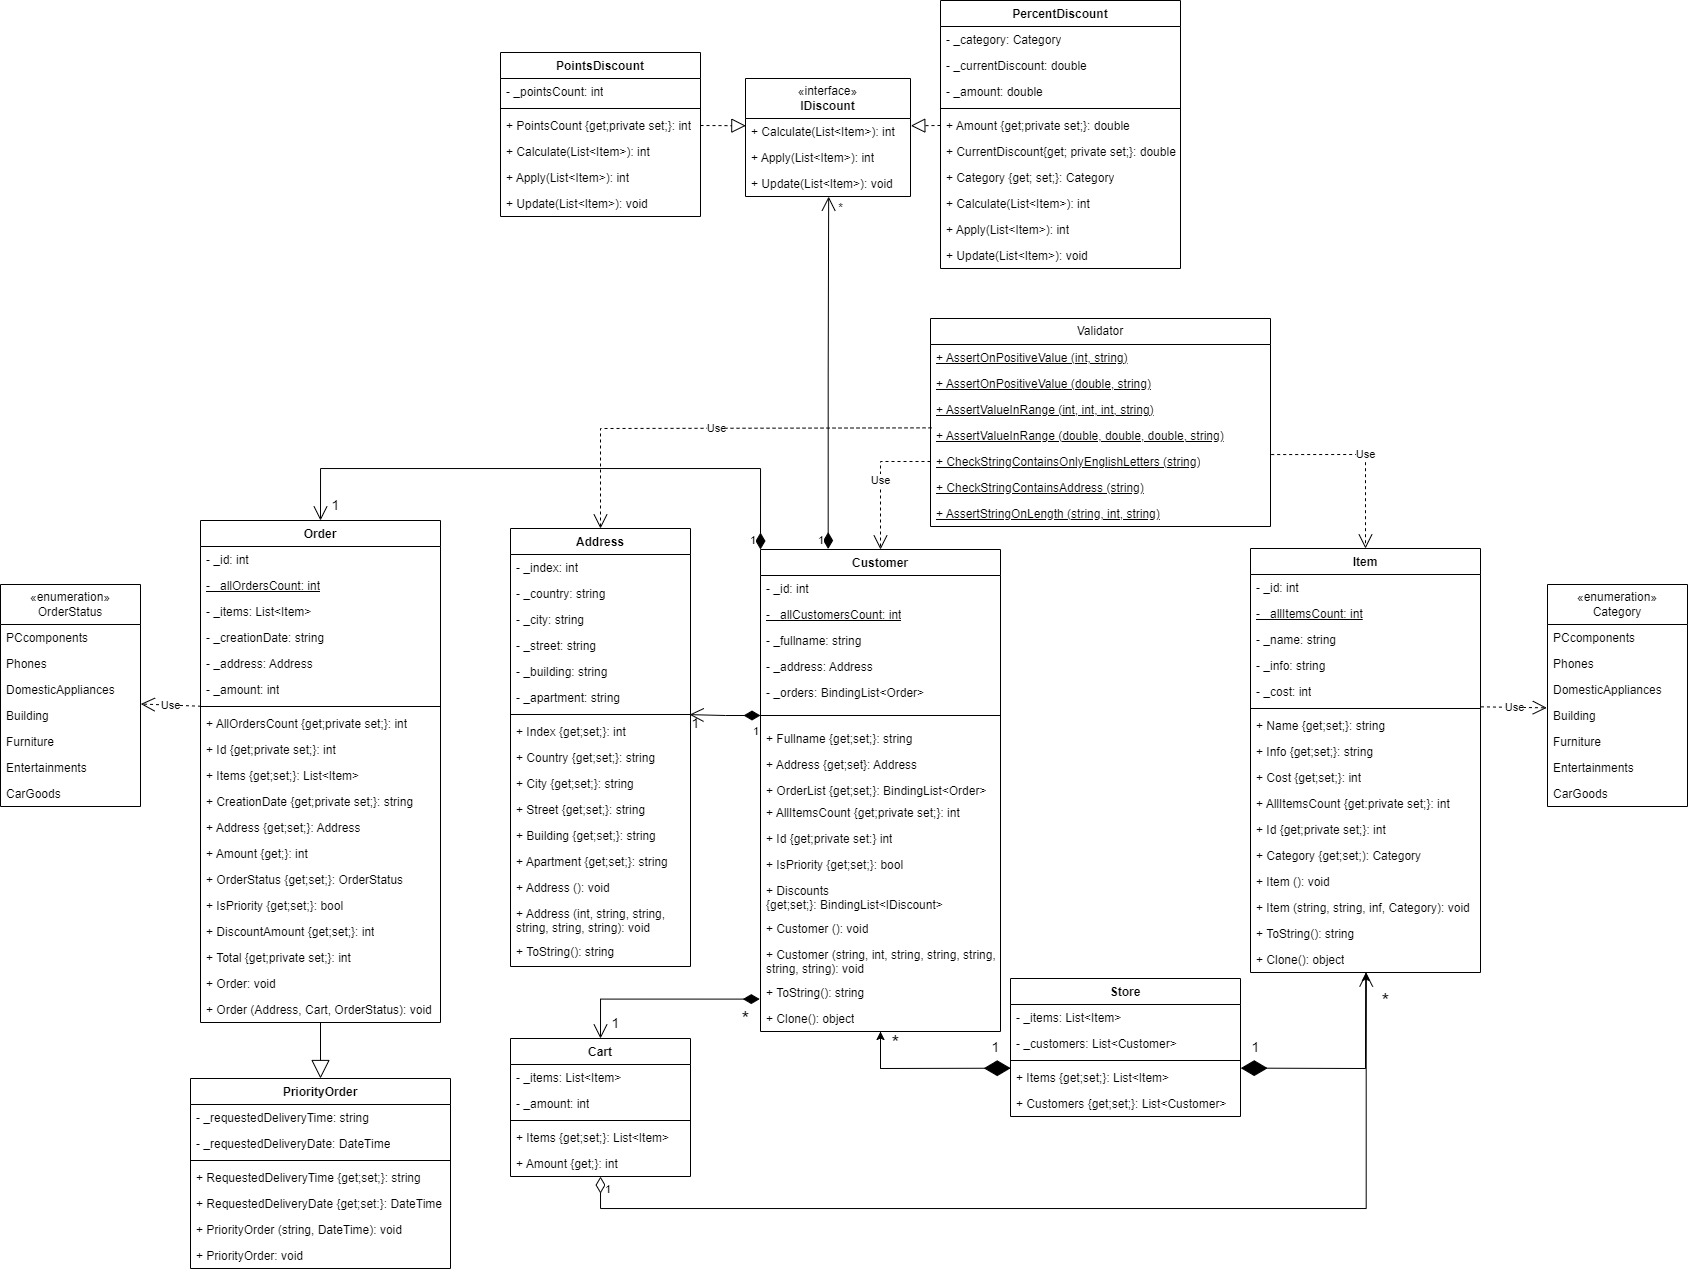 PercentDiscount
- _category: Category
- _currentDiscount: double
- _amount: double
+ Amount {get;private set;}: double
+ CurrentDiscount{get; private set;}: double
+ Category {get; set;}: Category
+ Calculate(List<Item>): int
+ Apply(List<Item>): int
+ Update(List<Item>): void
PointsDiscount
- _pointsCount: int
+ PointsCount {get;private set;}: int
+ Calculate(List<Item>): int
+ Apply(List<Item>): int
+ Update(List<Item>): void
«interface»
IDiscount
+ Calculate(List<Item>): int
+ Apply(List<Item>): int
+ Update(List<Item>): void
*
Validator
+ AssertOnPositiveValue (int, string)
+ AssertOnPositiveValue (double, string)
+ AssertValueInRange (int, int, int, string)
+ AssertValueInRange (double, double, double, string)
+ CheckStringContainsOnlyEnglishLetters (string)
+ CheckStringContainsAddress (string)
+ AssertStringOnLength (string, int, string)
Use
Use
Use
1
1
1
Order
- _id: int
- _allOrdersCount: int
- _items: List<Item>
- _creationDate: string
- _address: Address
- _amount: int
+ AllOrdersCount {get;private set;}: int
+ Id {get;private set;}: int
+ Items {get;set;}: List<Item>
+ CreationDate {get;private set;}: string
+ Address {get;set;}: Address
+ Amount {get;}: int
+ OrderStatus {get;set;}: OrderStatus
+ IsPriority {get;set;}: bool
+ DiscountAmount {get;set;}: int
+ Total {get;private set;}: int
+ Order: void
+ Order (Address, Cart, OrderStatus): void
«enumeration»
OrderStatus
PCcomponents
Phones
DomesticAppliances
Building
Furniture
Entertainments
CarGoods
Use
Address
- _index: int
- _country: string
- _city: string
- _street: string
- _building: string
- _apartment: string
+ Index {get;set;}: int
+ Country {get;set;}: string
+ City {get;set;}: string
+ Street {get;set;}: string
+ Building {get;set;}: string
+ Apartment {get;set;}: string
+ Address (): void
+ Address (int, string, string,
string, string, string): void
+ ToString(): string
1
1
Customer
- _id: int
- _allCustomersCount: int
- _fullname: string
- _address: Address
- _orders: BindingList<Order>
+ Fullname {get;set;}: string
+ Address {get;set}: Address
+ OrderList {get;set;}: BindingList<Order>
+ AllItemsCount {get;private set;}: int
+ Id {get;private set:} int
+ IsPriority {get;set;}: bool
+ Discounts
{get;set;}: BindingList<IDiscount>
+ Customer (): void
+ Customer (string, int, string, string, string,
string, string): void
+ ToString(): string
+ Clone(): object
Item
- _id: int
- _allItemsCount: int
- _name: string
- _info: string
- _cost: int
+ Name {get;set;}: string
+ Info {get;set;}: string
+ Cost {get;set;}: int
+ AllItemsCount {get:private set;}: int
+ Id {get;private set;}: int
+ Category {get;set;): Category
+ Item (): void
+ Item (string, string, inf, Category): void
+ ToString(): string
+ Clone(): object
Use
«enumeration»
Category
PCcomponents
Phones
DomesticAppliances
Building
Furniture
Entertainments
CarGoods
*
1
Cart
- _items: List<Item>
- _amount: int
+ Items {get;set;}: List<Item>
+ Amount {get;}: int
1
Store
- _items: List<Item>
- _customers: List<Customer>
+ Items {get;set;}: List<Item>
+ Customers {get;set;}: List<Customer>
*
1
1
*
PriorityOrder
- _requestedDeliveryTime: string
- _requestedDeliveryDate: DateTime
+ RequestedDeliveryTime {get;set;}: string
+ RequestedDeliveryDate {get;set:}: DateTime
+ PriorityOrder (string, DateTime): void
+ PriorityOrder: void